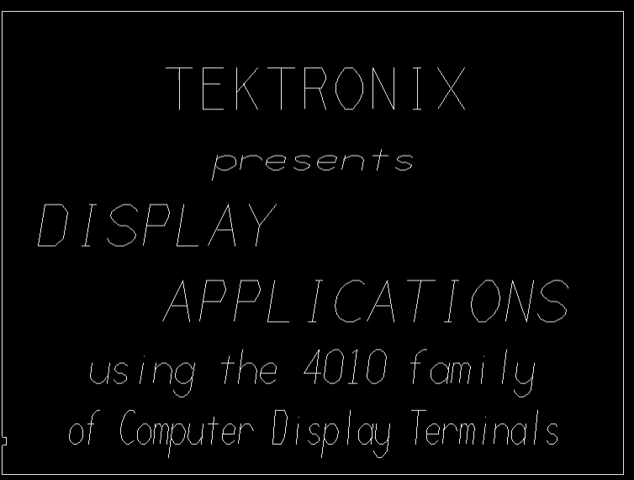 TEKTRONIX
presents
DISPLAY
APPLICATIONS
using the 4010 family
of Computer Display Terminals